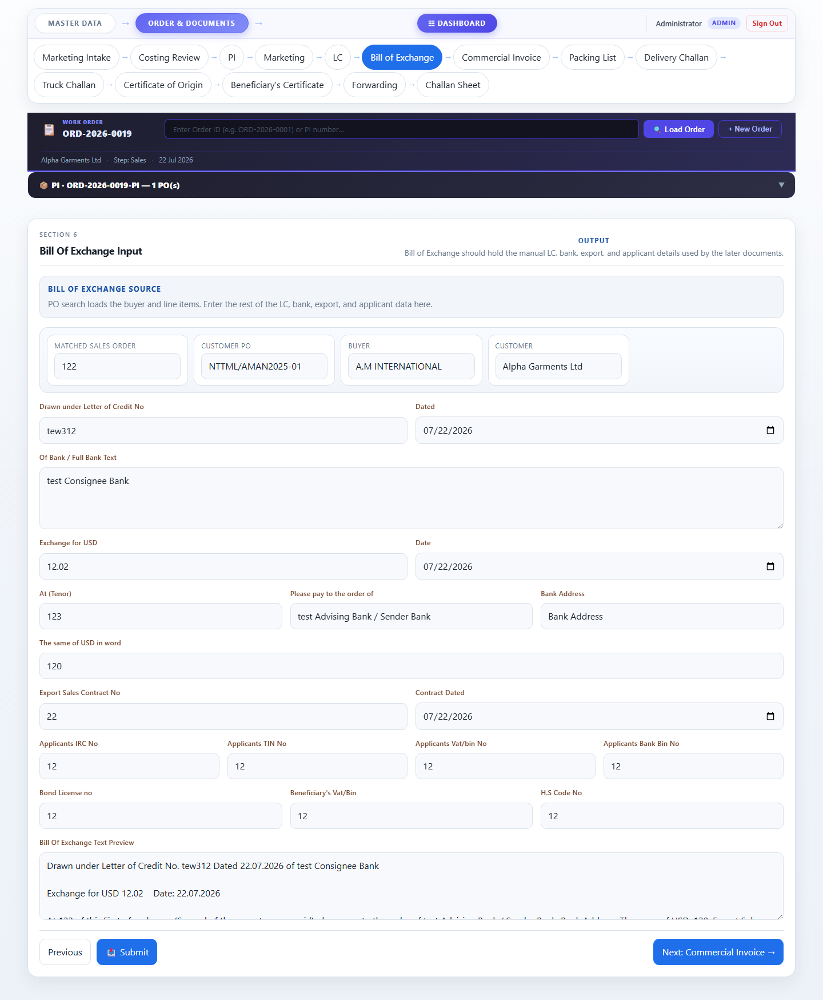 MASTER DATA → ORDER & DOCUMENTS → DASHBOARD Administrator ADMIN Sign Out
Marketing Intake → Costing Review → PI → Marketing → LC → Bill of Exchange → Commercial Invoice → Packing List → Delivery Challan →
Truck Challan → Certificate of Origin → Beneficiary's Certificate → Forwarding → Challan Sheet
WORK ORDER
ORD-2026-0019
Enter Order ID (e.g. ORD-2026-0001) or PI number...
Load Order
+ New Order
Alpha Garments Ltd · Step: Sales · 22 Jul 2026
PI · ORD-2026-0019-PI — 1 PO(s) ▼
SECTION 6
Bill Of Exchange Input
OUTPUT
Bill of Exchange should hold the manual LC, bank, export, and applicant details used by the later documents.
BILL OF EXCHANGE SOURCE
PO search loads the buyer and line items. Enter the rest of the LC, bank, export, and applicant data here.
MATCHED SALES ORDER CUSTOMER PO BUYER CUSTOMER
122 NTTML/AMAN2025-01 A.M INTERNATIONAL Alpha Garments Ltd
Drawn under Letter of Credit No Dated
tew312 07/22/2026
Of Bank / Full Bank Text
test Consignee Bank
Exchange for USD Date
12.02 07/22/2026
At (Tenor) Please pay to the order of Bank Address
123 test Advising Bank / Sender Bank Bank Address
The same of USD in word
120
Export Sales Contract No Contract Dated
22 07/22/2026
Applicants IRC No Applicants TIN No Applicants Vat/bin No Applicants Bank Bin No
12 12 12 12
Bond License no Beneficiary's Vat/Bin H.S Code No
12 12 12
Bill Of Exchange Text Preview
Drawn under Letter of Credit No. tew312 Dated 22.07.2026 of test Consignee Bank
Exchange for USD 12.02 Date: 22.07.2026
Previous Submit Next: Commercial Invoice →